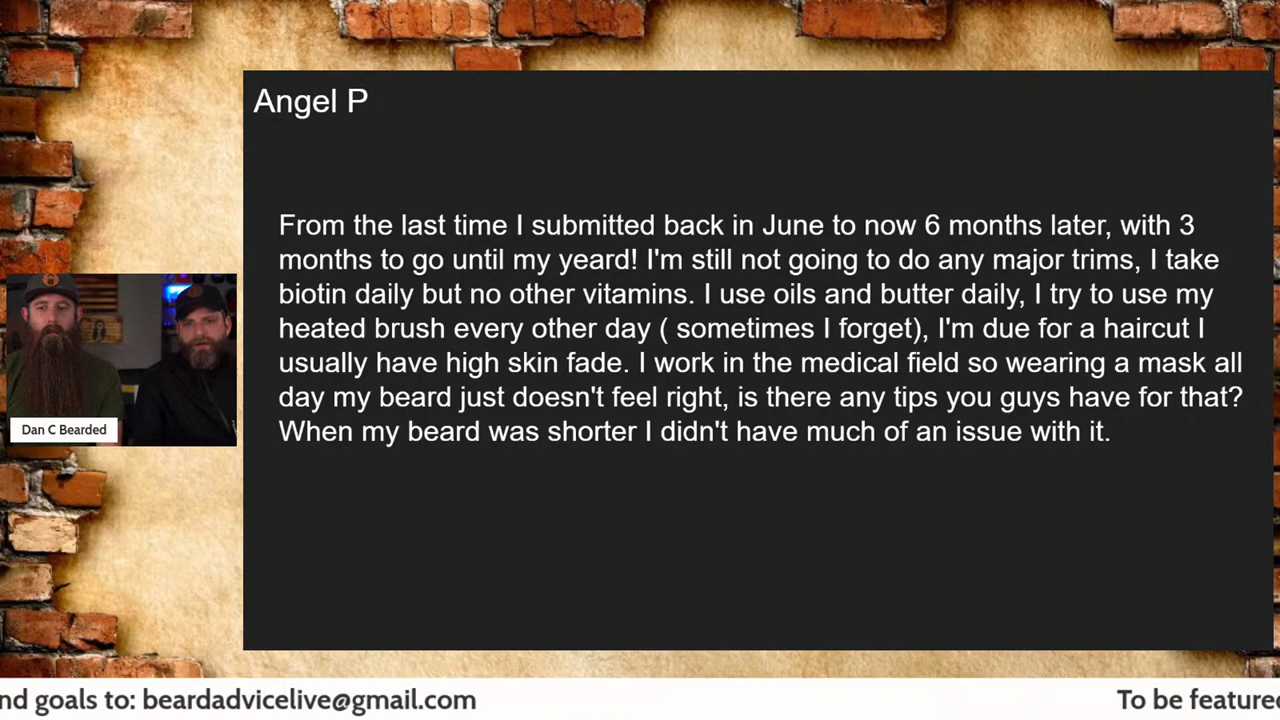 Angel P
From the last time I submitted back in June to now 6 months later, with 3
months to go until my yeard! I'm still not going to do any major trims, I take
biotin daily but no other vitamins. I use oils and butter daily, I try to use my
heated brush every other day ( sometimes I forget), I'm due for a haircut I
usually have high skin fade. I work in the medical field so wearing a mask all
day my beard just doesn't feel right, is there any tips you guys have for that?
When my beard was shorter I didn't have much of an issue with it.
Dan C Bearded
nd goals to: beardadvicelive@gmail.com
To be featured